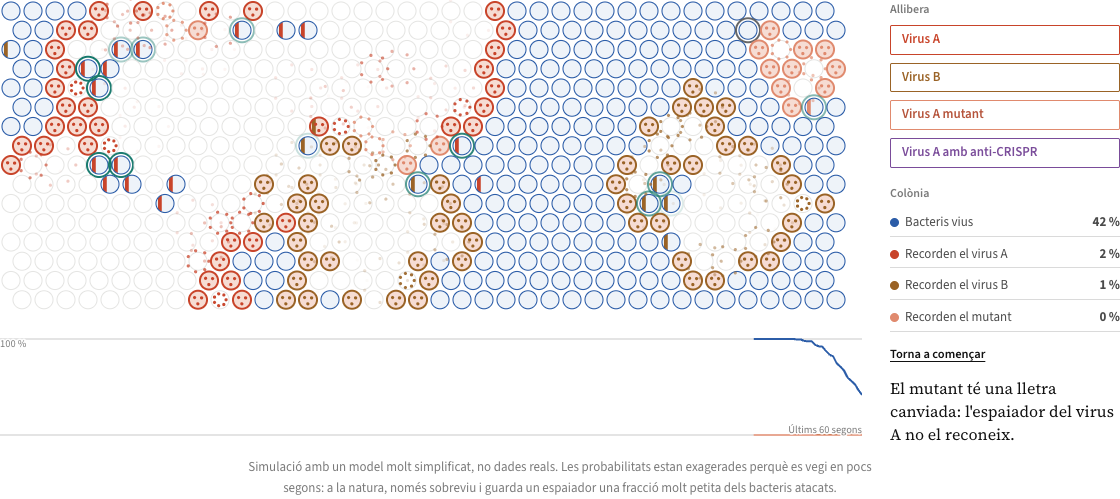 Allibera
Virus A
Virus B
Virus A mutant
Virus A amb anti-CRISPR
Colònia
Bacteris vius 42 %
Recorden el virus A 2 %
Recorden el virus B 1 %
Recorden el mutant 0 %
Torna a començar
El mutant té una lletra
canviada: l'espaiador del virus
A no el reconeix.
100 %
Últims 60 segons
Simulació amb un model molt simplificat, no dades reals. Les probabilitats estan exagerades perquè es vegi en pocs
segons: a la natura, només sobreviu i guarda un espaiador una fracció molt petita dels bacteris atacats.